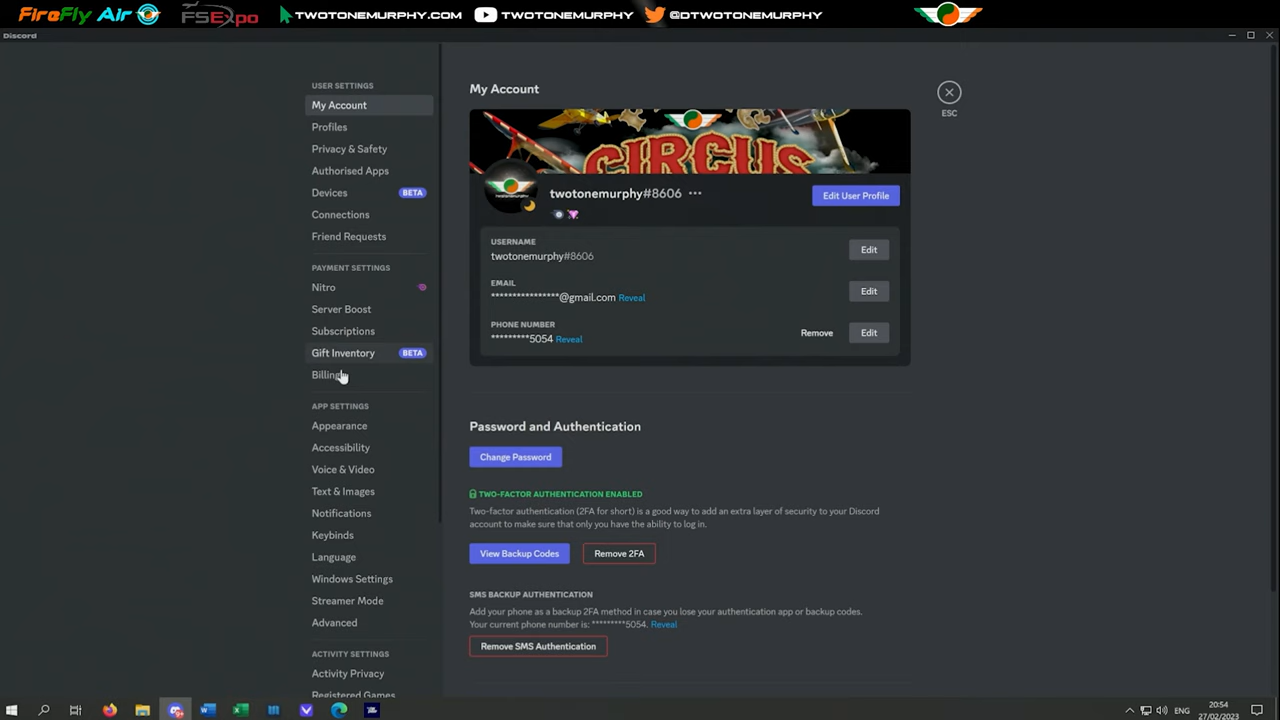 FireFly Air
FSExpo
TWOTONEMURPHY.COM
TWOTONEMURPHY
@DTWOTONEMURPHY
Discord
USER SETTINGS
My Account
Profiles
Privacy & Safety
Authorised Apps
Devices BETA
Connections
Friend Requests
PAYMENT SETTINGS
Nitro
Server Boost
Subscriptions
Gift Inventory BETA
Billing
APP SETTINGS
Appearance
Accessibility
Voice & Video
Text & Images
Notifications
Keybinds
Language
Windows Settings
Streamer Mode
Advanced
ACTIVITY SETTINGS
Activity Privacy
Registered Games
My Account
ESC
CIRCUS
twotonemurphy#8606
Edit User Profile
USERNAME
twotonemurphy#8606
Edit
EMAIL
****************@gmail.com Reveal
Edit
PHONE NUMBER
*********5054 Reveal
Remove
Edit
Password and Authentication
Change Password
TWO-FACTOR AUTHENTICATION ENABLED
Two-factor authentication (2FA for short) is a good way to add an extra layer of security to your Discord
account to make sure that only you have the ability to log in.
View Backup Codes
Remove 2FA
SMS BACKUP AUTHENTICATION
Add your phone as a backup 2FA method in case you lose your authentication app or backup codes.
Your current phone number is: *********5054. Reveal
Remove SMS Authentication
ENG
20:54
27/02/2023